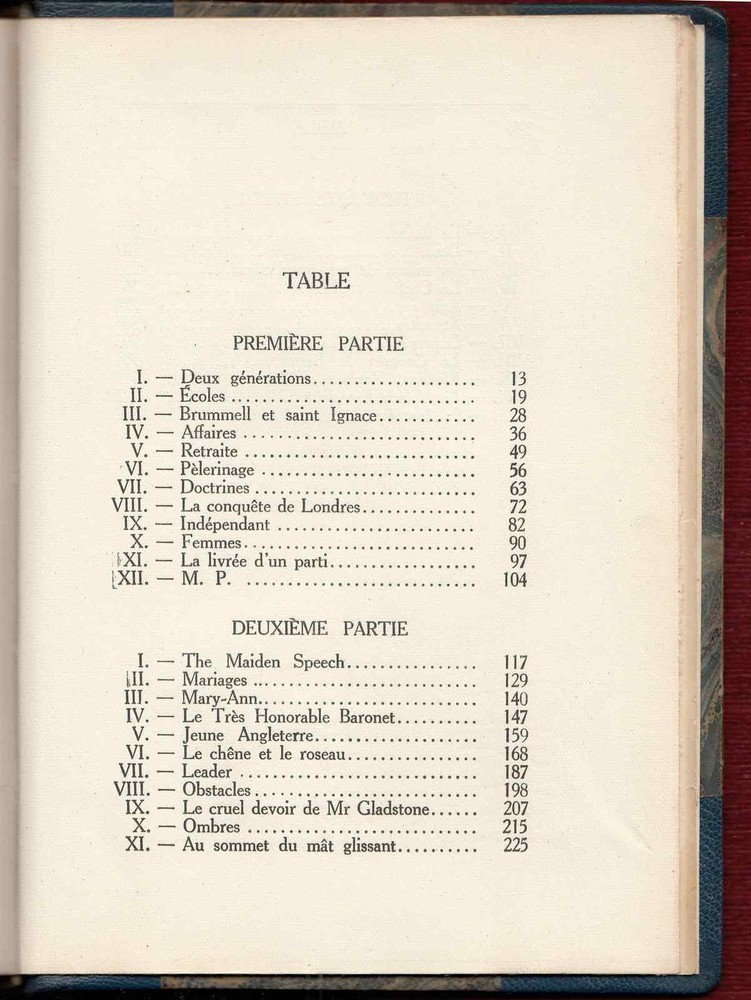 TABLE
PREMIÈRE PARTIE
I. — Deux générations.................... 13
II. — Écoles .............................. 19
III. — Brummell et saint Ignace............ 28
IV. — Affaires ............................ 36
V. — Retraite ............................ 49
VI. — Pèlerinage .......................... 56
VII. — Doctrines ........................... 63
VIII. — La conquête de Londres.............. 72
IX. — Indépendant ........................ 82
X. — Femmes............................ 90
XI. — La livrée d'un parti.................. 97
XII. — M. P. ............................ 104
DEUXIÈME PARTIE
I. — The Maiden Speech................ 117
II. — Mariages ........................... 129
III. — Mary-Ann........................... 140
IV. — Le Très Honorable Baronet.......... 147
V. — Jeune Angleterre.................... 159
VI. — Le chêne et le roseau................ 168
VII. — Leader ............................. 187
VIII. — Obstacles........................... 198
IX. — Le cruel devoir de Mr Gladstone...... 207
X. — Ombres ............................ 215
XI. — Au sommet du mât glissant.......... 225